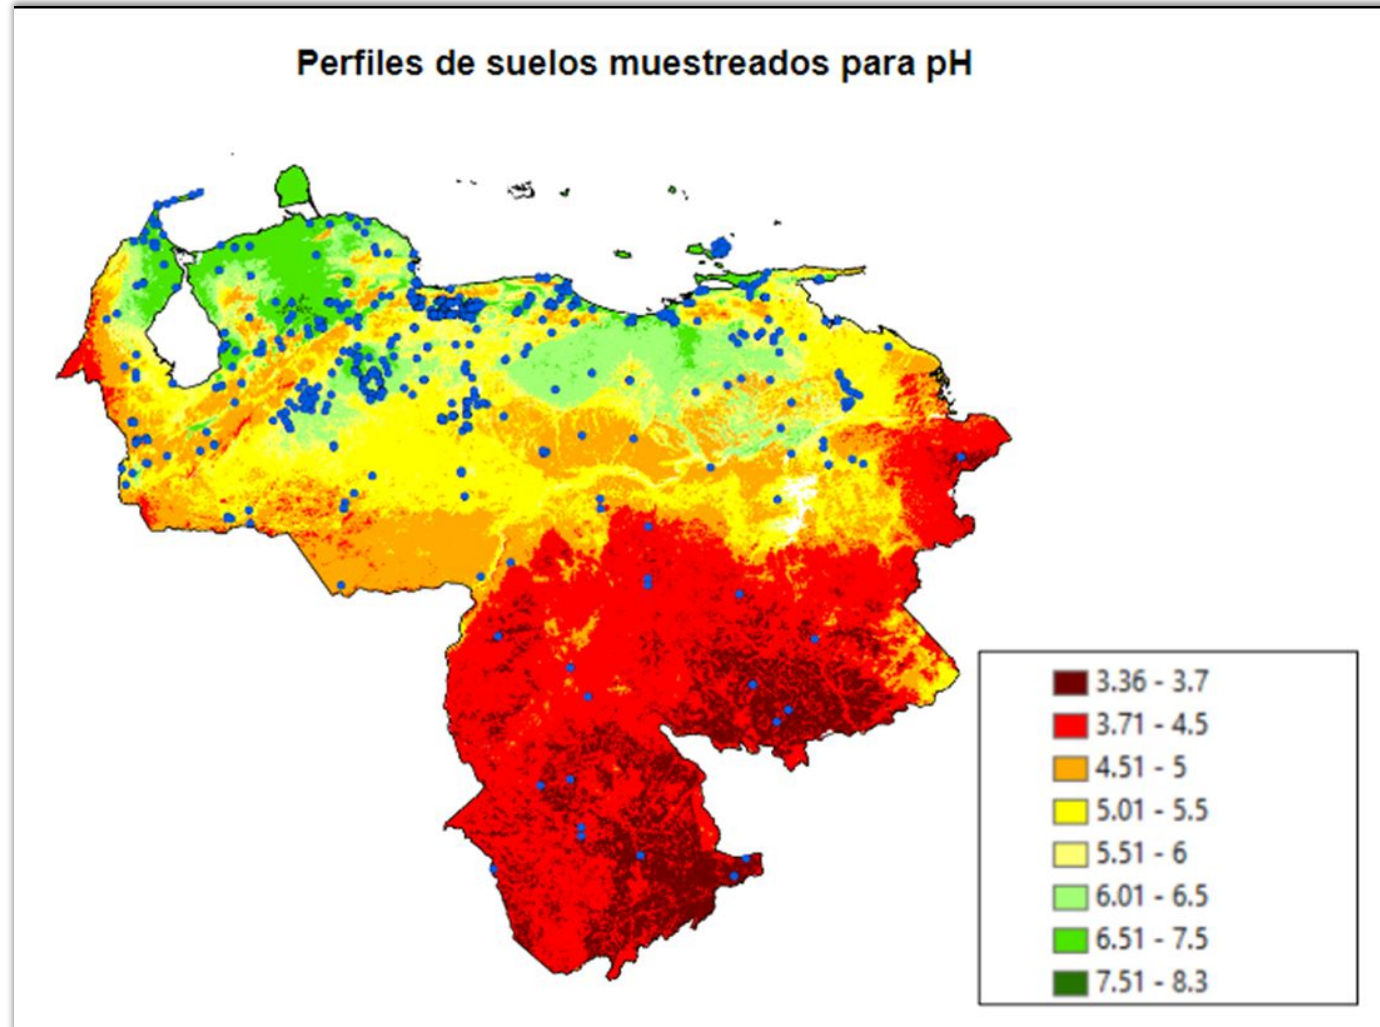 Perfiles de suelos muestreados para pH
3.36 - 3.7
3.71 - 4.5
4.51 - 5
5.01 - 5.5
5.51 - 6
6.01 - 6.5
6.51 - 7.5
7.51 - 8.3